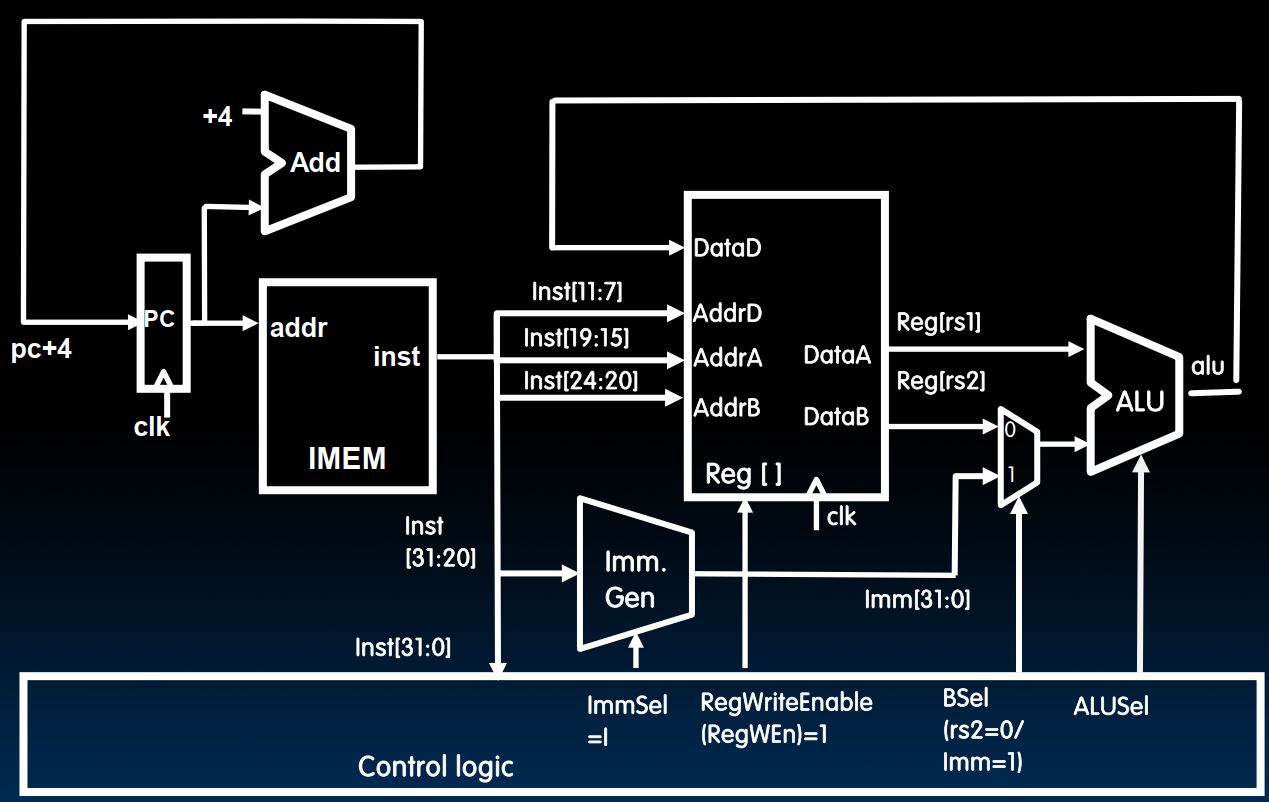 +4
Add
PC
pc+4
clk
addr
inst
IMEM
Inst[11:7]
Inst[19:15]
Inst[24:20]
DataD
AddrD
AddrA
AddrB
DataA
DataB
Reg [ ]
clk
Reg[rs1]
Reg[rs2]
0
1
ALU
alu
Inst
[31:20]
Imm.
Gen
Imm[31:0]
Inst[31:0]
ImmSel
=I
RegWriteEnable
(RegWEn)=1
BSel
(rs2=0/
Imm=1)
ALUSel
Control logic